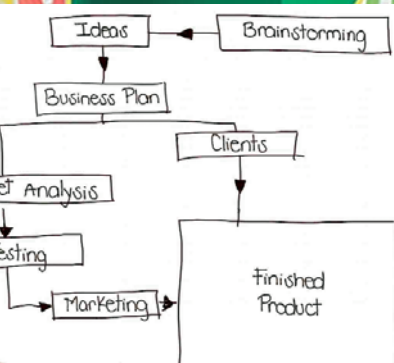 Ideas
Brainstorming
Business Plan
Clients
Analysis
Marketing
Finished
Product